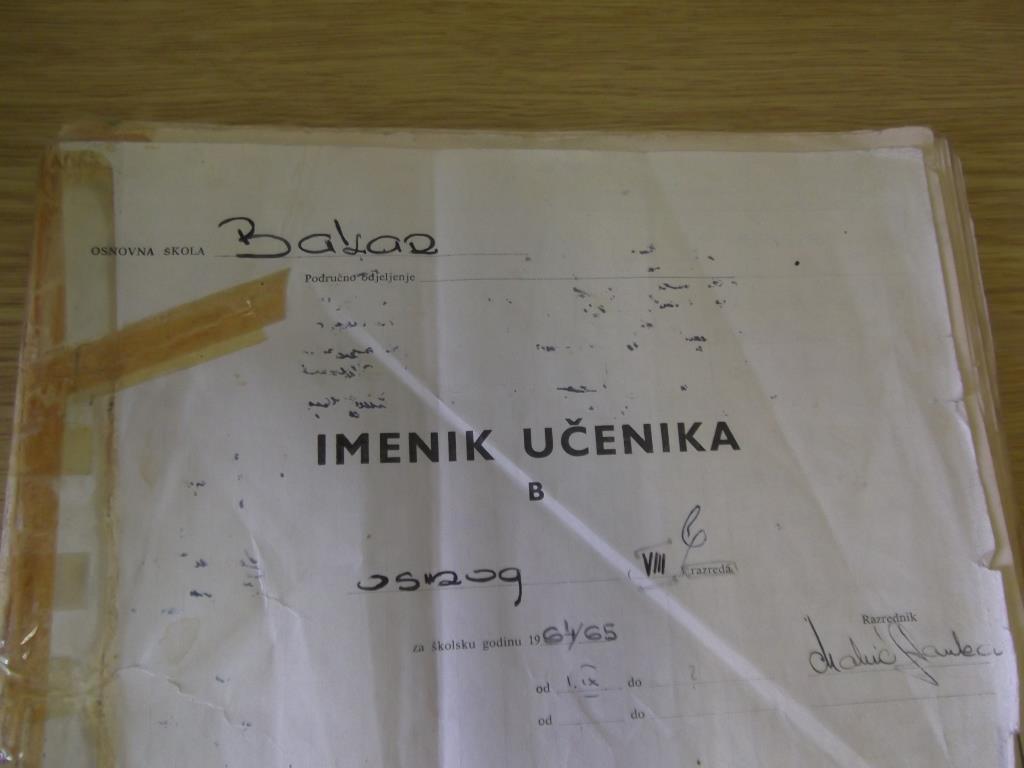 OSNOVNA ŠKOLA Bakar
Područno odjeljenje
IMENIK UČENIKA
B
osmog VIII b razreda
za školsku godinu 1964/65
Razrednik
od 1. IX do
od do